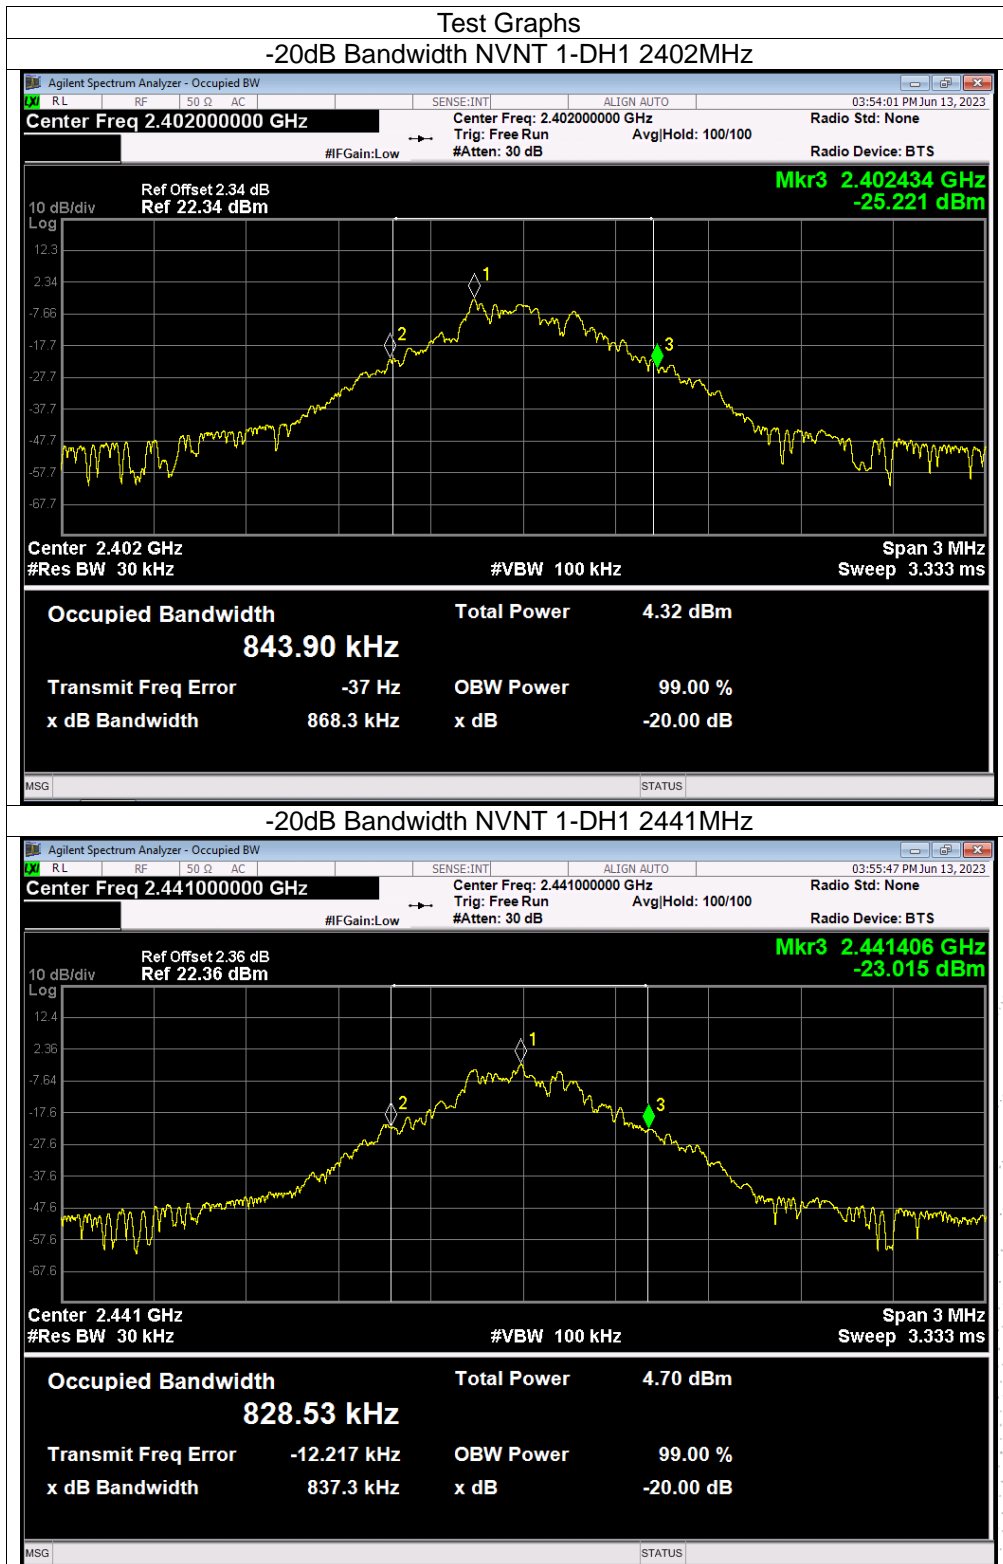 Test Graphs
-20dB Bandwidth NVNT 1-DH1 2402MHz
Agilent Spectrum Analyzer - Occupied BW
LXI RL RF 50 Ω AC SENSE:INT ALIGN AUTO 03:54:01 PM Jun 13, 2023
Center Freq 2.402000000 GHz Center Freq: 2.402000000 GHz Radio Std: None
Trig: Free Run Avg|Hold: 100/100
#IFGain:Low #Atten: 30 dB Radio Device: BTS
Mkr3 2.402434 GHz
Ref Offset 2.34 dB
-25.221 dBm
10 dB/div Ref 22.34 dBm
Log
12.3
2.34
-7.66
-17.7
-27.7
-37.7
-47.7
-57.7
-67.7
1
2
3
Center 2.402 GHz Span 3 MHz
#Res BW 30 kHz #VBW 100 kHz Sweep 3.333 ms
Occupied Bandwidth Total Power 4.32 dBm
843.90 kHz
Transmit Freq Error -37 Hz OBW Power 99.00 %
x dB Bandwidth 868.3 kHz x dB -20.00 dB
MSG STATUS
-20dB Bandwidth NVNT 1-DH1 2441MHz
Agilent Spectrum Analyzer - Occupied BW
LXI RL RF 50 Ω AC SENSE:INT ALIGN AUTO 03:55:47 PM Jun 13, 2023
Center Freq 2.441000000 GHz Center Freq: 2.441000000 GHz Radio Std: None
Trig: Free Run Avg|Hold: 100/100
#IFGain:Low #Atten: 30 dB Radio Device: BTS
Mkr3 2.441406 GHz
Ref Offset 2.36 dB
-23.015 dBm
10 dB/div Ref 22.36 dBm
Log
12.4
2.36
-7.64
-17.6
-27.6
-37.6
-47.6
-57.6
-67.6
1
2
3
Center 2.441 GHz Span 3 MHz
#Res BW 30 kHz #VBW 100 kHz Sweep 3.333 ms
Occupied Bandwidth Total Power 4.70 dBm
828.53 kHz
Transmit Freq Error -12.217 kHz OBW Power 99.00 %
x dB Bandwidth 837.3 kHz x dB -20.00 dB
MSG STATUS